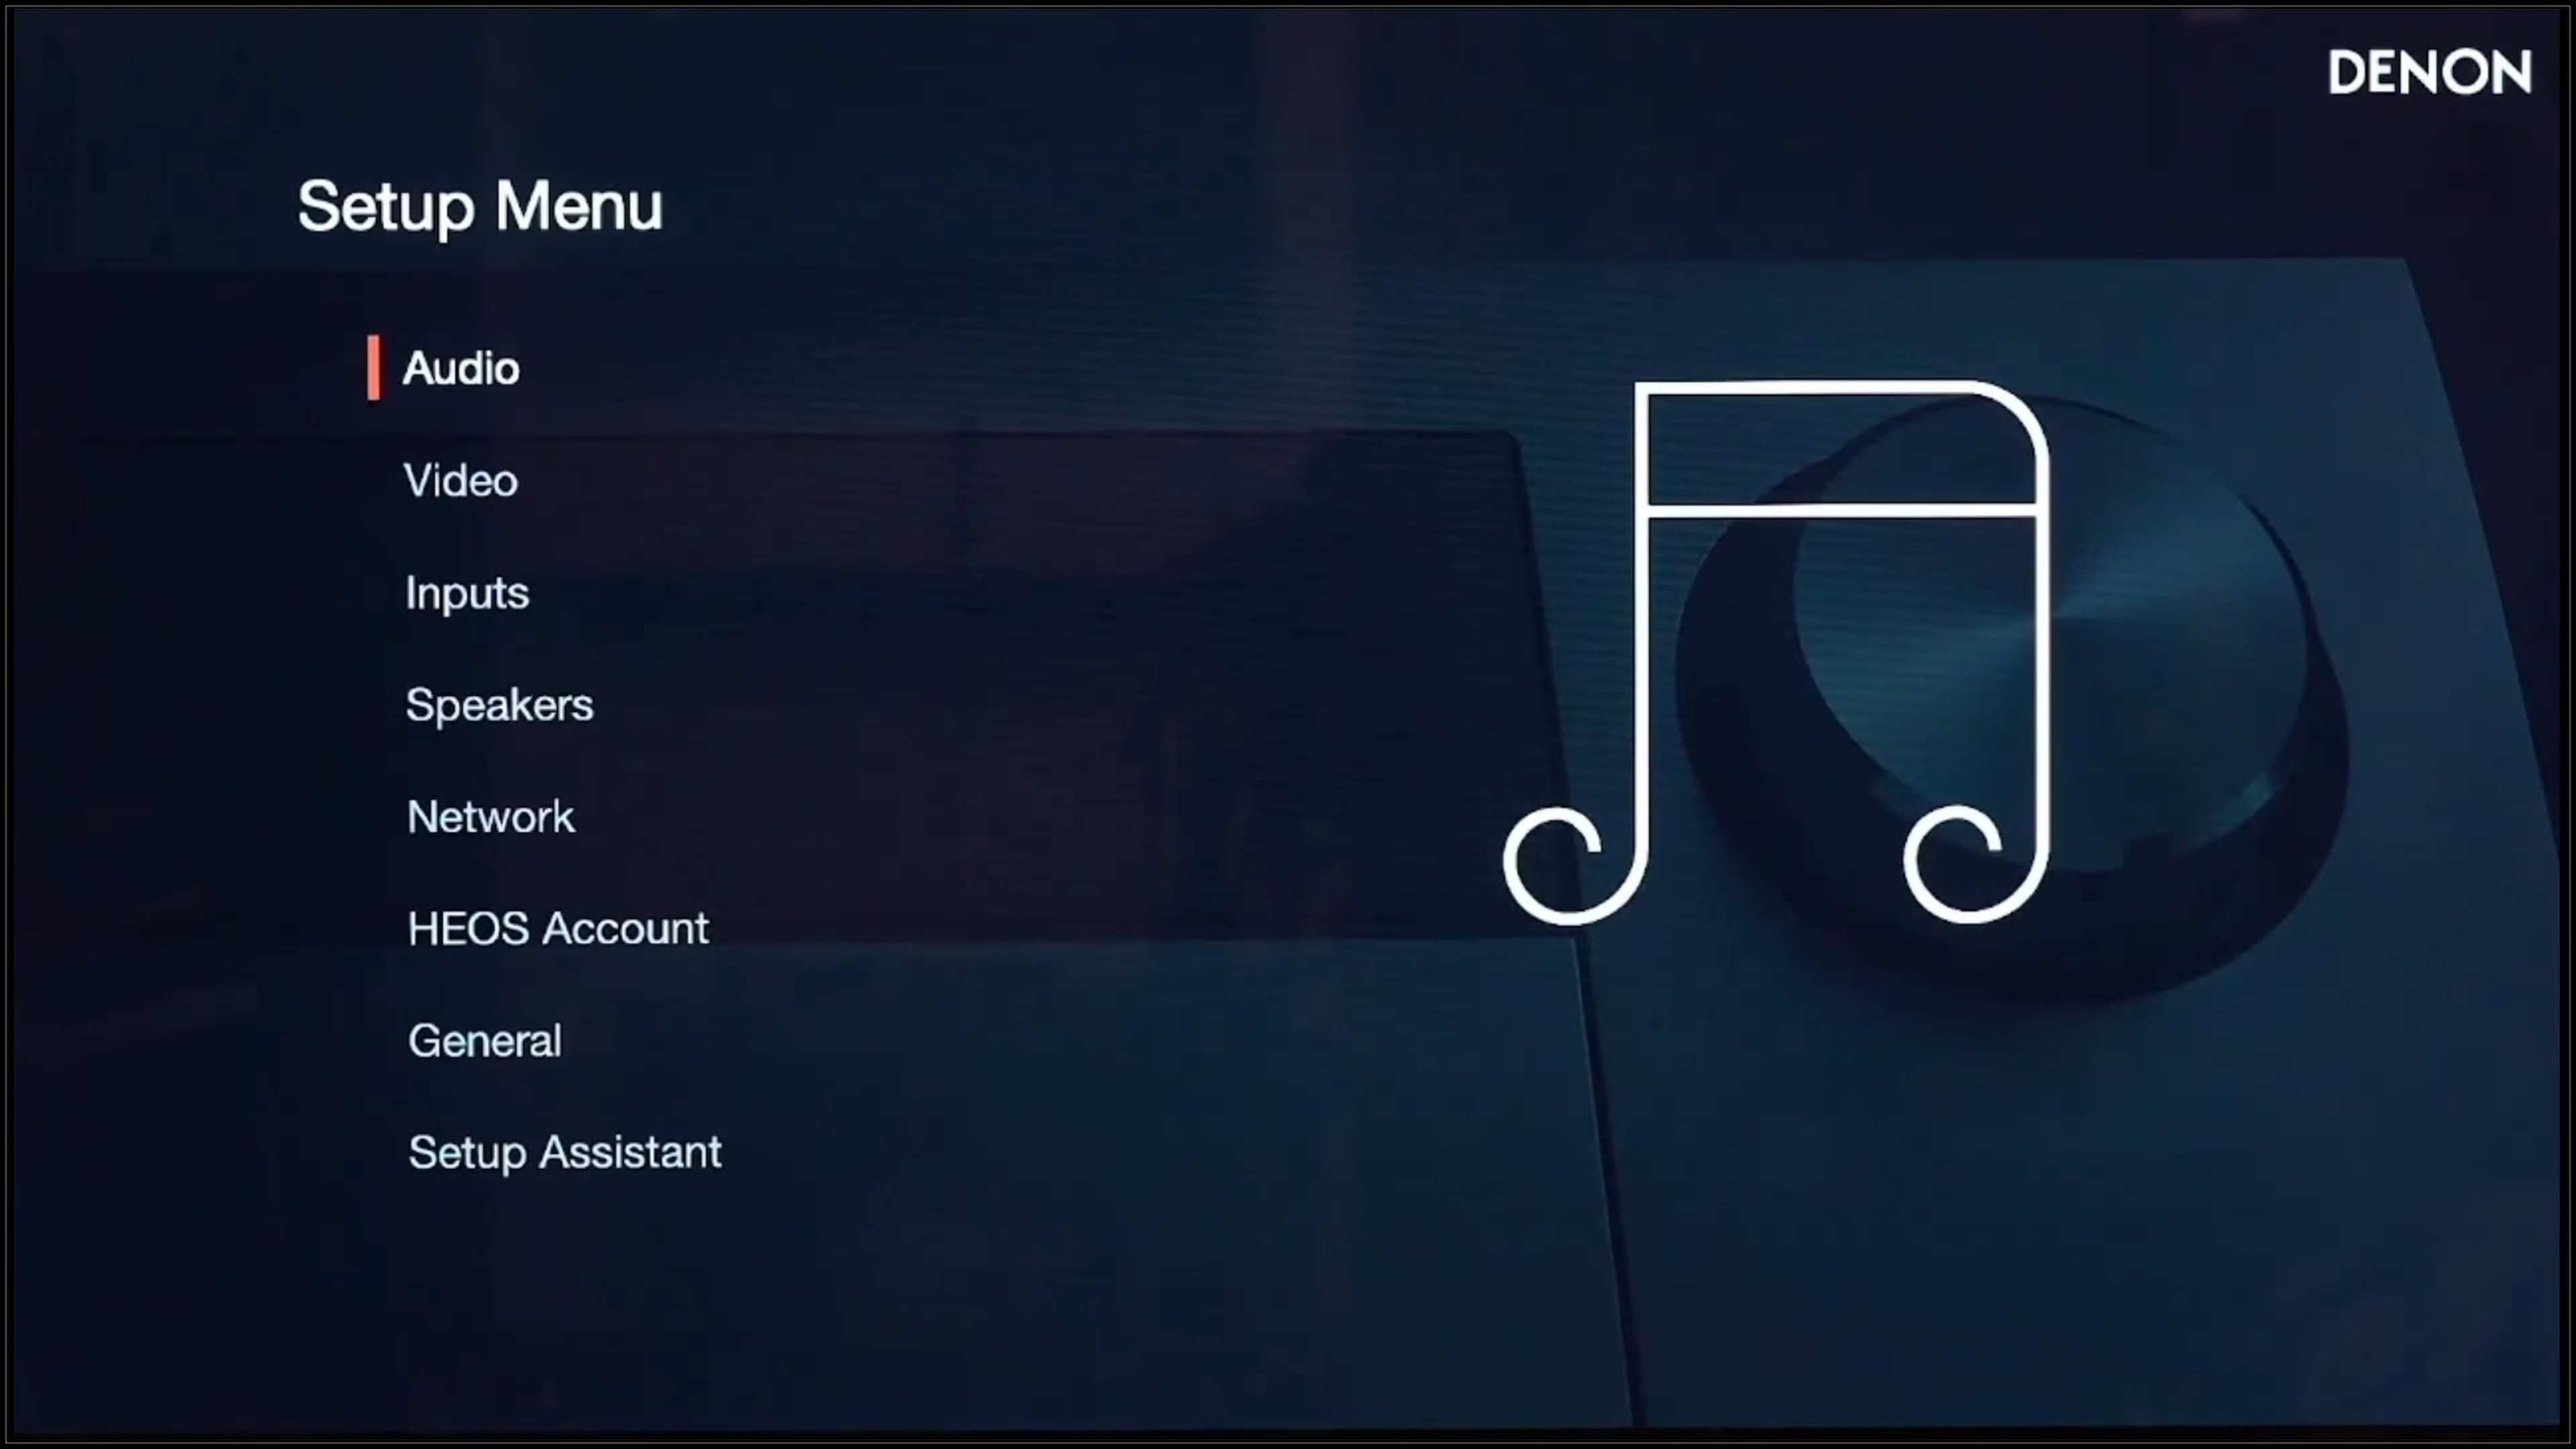 DENON
Setup Menu
Audio
Video
Inputs
Speakers
Network
HEOS Account
General
Setup Assistant